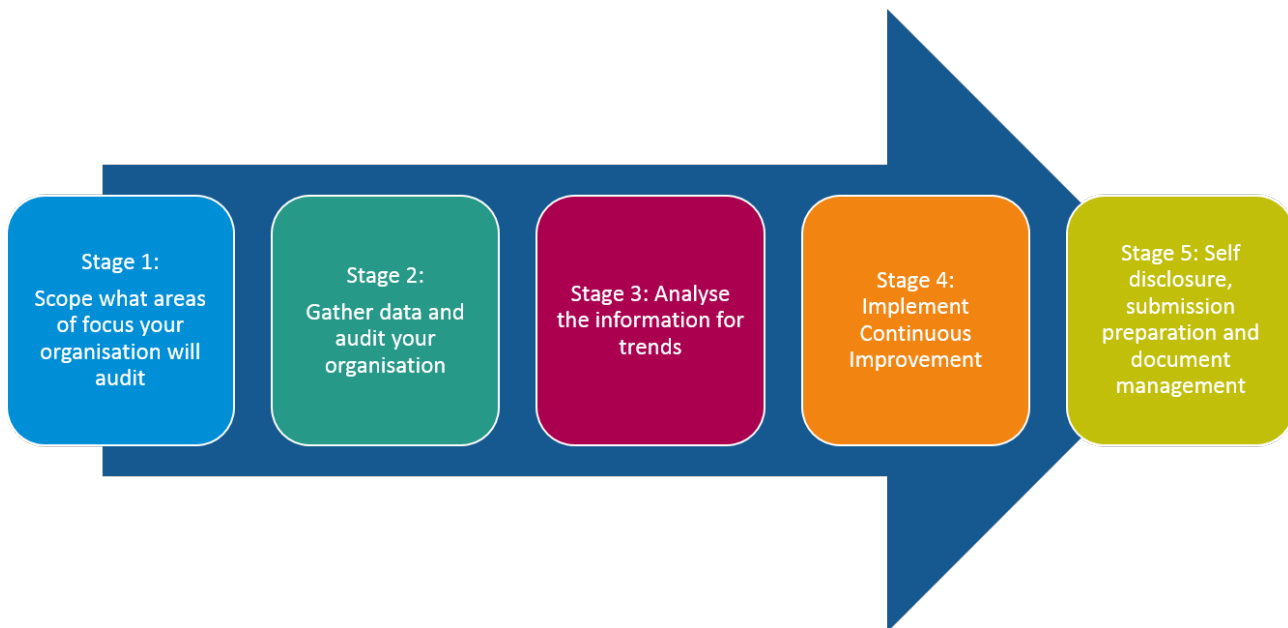 Stage 1:
Scope what areas
of focus your
organisation will
audit
Stage 2:
Gather data and
audit your
organisation
Stage 3: Analyse
the information for
trends
Stage 4:
Implement
Continuous
Improvement
Stage 5: Self
disclosure,
submission
preparation and
document
management